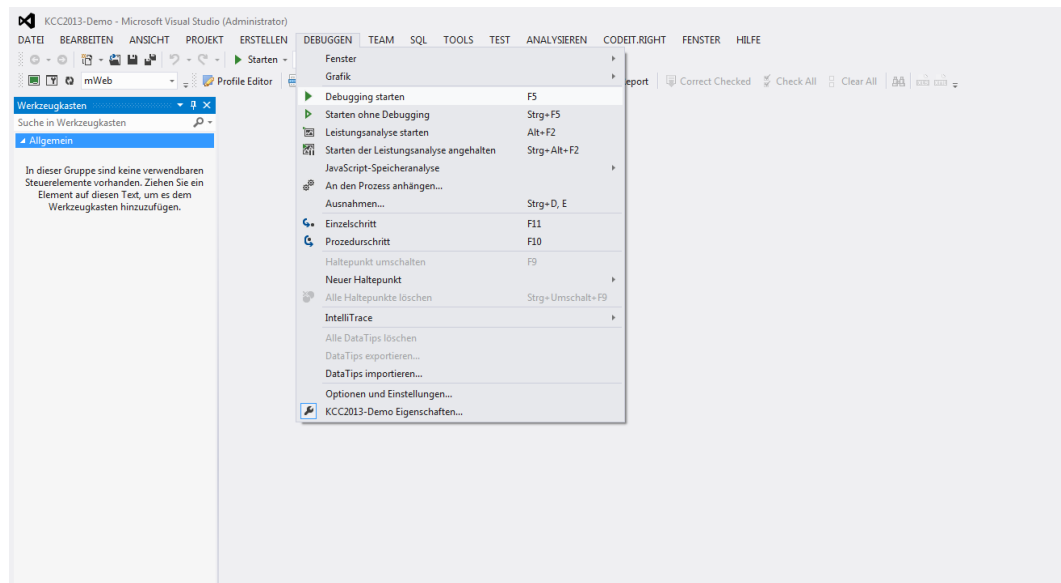 KCC2013-Demo - Microsoft Visual Studio (Administrator)
DATEI BEARBEITEN ANSICHT PROJEKT ERSTELLEN DEBUGGEN TEAM SQL TOOLS TEST ANALYSIEREN CODEIT.RIGHT FENSTER HILFE
Starten
mWeb Profile Editor Correct Checked Check All Clear All
Werkzeugkasten
Suche in Werkzeugkasten
Allgemein
In dieser Gruppe sind keine verwendbaren
Steuerelemente vorhanden. Ziehen Sie ein
Element auf diesen Text, um es dem
Werkzeugkasten hinzuzufügen.
Fenster
Grafik
Debugging starten F5
Starten ohne Debugging Strg+F5
Leistungsanalyse starten Alt+F2
Starten der Leistungsanalyse angehalten Strg+Alt+F2
JavaScript-Speicheranalyse
An den Prozess anhängen...
Ausnahmen... Strg+D, E
Einzelschritt F11
Prozedurschritt F10
Haltepunkt umschalten F9
Neuer Haltepunkt
Alle Haltepunkte löschen Strg+Umschalt+F9
IntelliTrace
Alle DataTips löschen
DataTips exportieren...
DataTips importieren...
Optionen und Einstellungen...
KCC2013-Demo Eigenschaften...